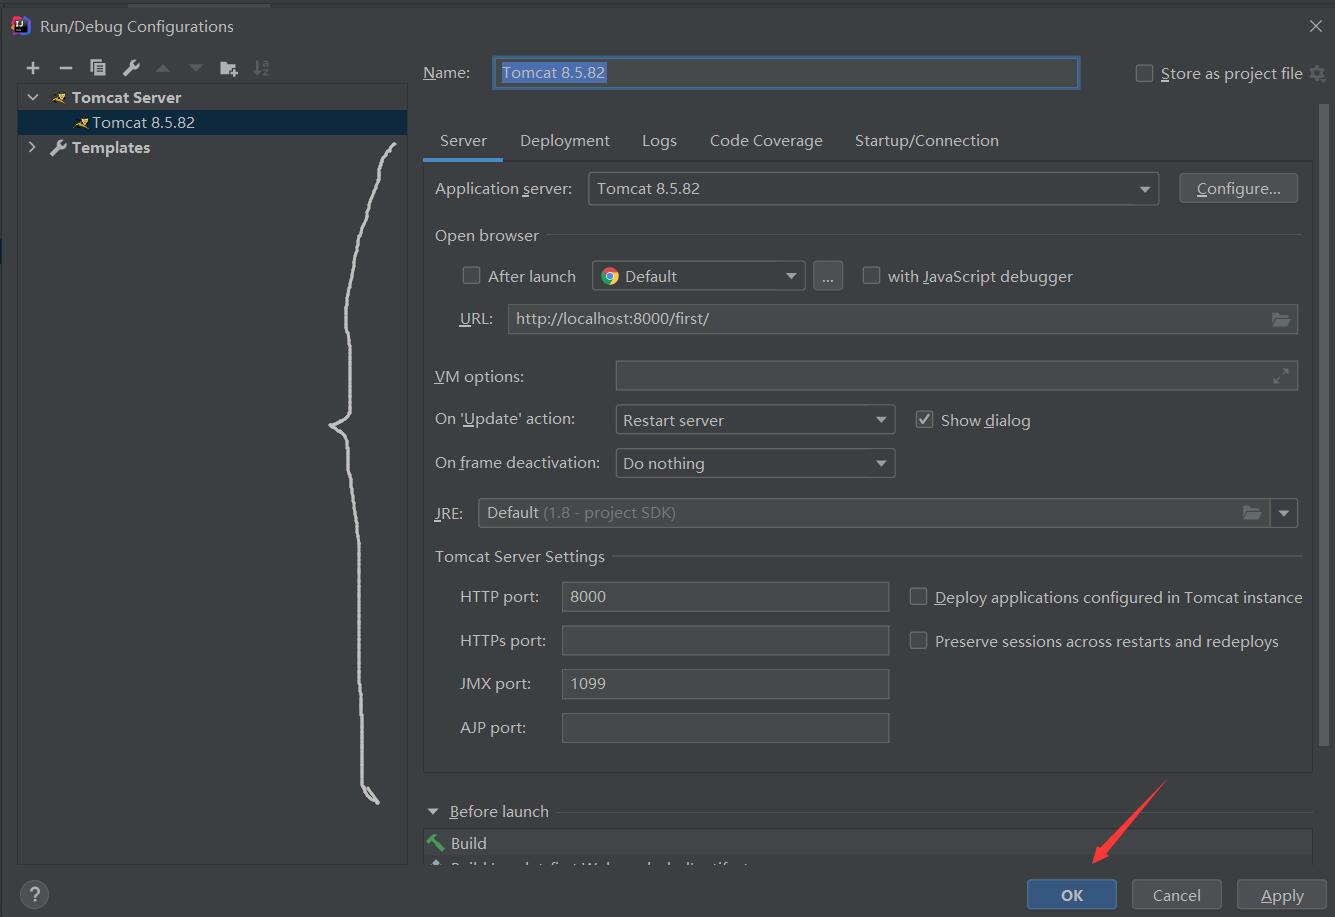 Run/Debug Configurations
Name: Tomcat 8.5.82
Store as project file
Tomcat Server
Tomcat 8.5.82
Templates
Server Deployment Logs Code Coverage Startup/Connection
Application server: Tomcat 8.5.82 Configure...
Open browser
After launch Default ... with JavaScript debugger
URL: http://localhost:8000/first/
VM options:
On 'Update' action: Restart server Show dialog
On frame deactivation: Do nothing
JRE: Default (1.8 - project SDK)
Tomcat Server Settings
HTTP port: 8000 Deploy applications configured in Tomcat instance
HTTPs port: Preserve sessions across restarts and redeploys
JMX port: 1099
AJP port:
Before launch
Build
? OK Cancel Apply